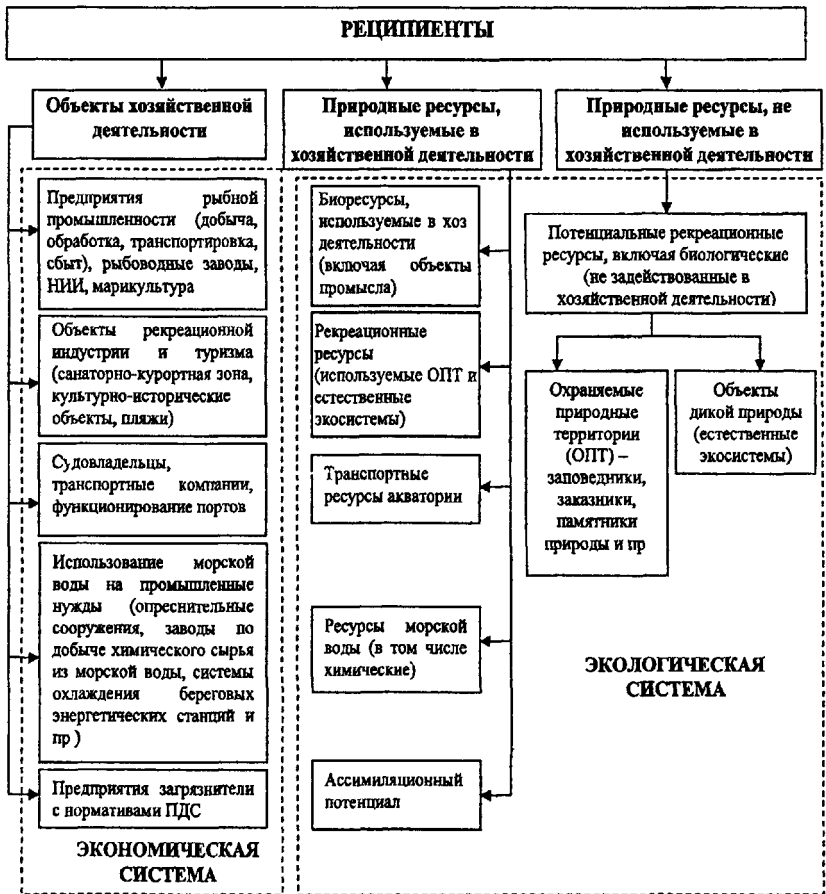 РЕЦИПИЕНТЫ
Объекты хозяйственной
деятельности
Природные ресурсы,
используемые в
хозяйственной деятельности
Природные ресурсы, не
используемые в
хозяйственной деятельности
Предприятия рыбной
промышленности (добыча,
обработка, транспортировка,
сбыт), рыбоводные заводы,
НИИ, марикультура
Объекты рекреационной
индустрии и туризма
(санаторно-курортная зона,
культурно-исторические
объекты, пляжи)
Судовладельцы,
транспортные компании,
функционирование портов
Использование морской
воды на промышленные
нужды (опреснительные
сооружения, заводы по
добыче химического сырья
из морской воды, системы
охлаждения береговых
энергетических станций и
пр )
Предприятия загрязнители
с нормативами ПДС
ЭКОНОМИЧЕСКАЯ
СИСТЕМА
Биоресурсы,
используемые в хоз
деятельности
(включая объекты
промысла)
Рекреационные
ресурсы
(используемые ОПТ и
естественные
экосистемы)
Транспортные
ресурсы акватории
Ресурсы морской
воды (в том числе
химические)
Ассимиляционный
потенциал
Потенциальные рекреационные
ресурсы, включая биологические
(не задействованные в
хозяйственной деятельности)
Охраняемые
природные
территории
(ОПТ) –
заповедники,
заказники,
памятники
природы и пр
Объекты
дикой природы
(естественные
экосистемы)
ЭКОЛОГИЧЕСКАЯ
СИСТЕМА